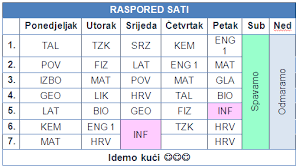 RASPORED SATI
Ponedjeljak Utorak Srijeda Četvrtak Petak Sub Ned
1. TAL TZK SRZ KEM ENG 1
2. POV FIZ LAT ENG 1 MAT
3. IZBO MAT POV MAT GLA
4. GEO LIK HRV TAL BIO
5. LAT BIO GEO FIZ INF
6. KEM ENG 1 INF TZK HRV
7. MAT HRV HRV HRV
Spavamo
Odmaramo
Idemo kući ☺☺☺